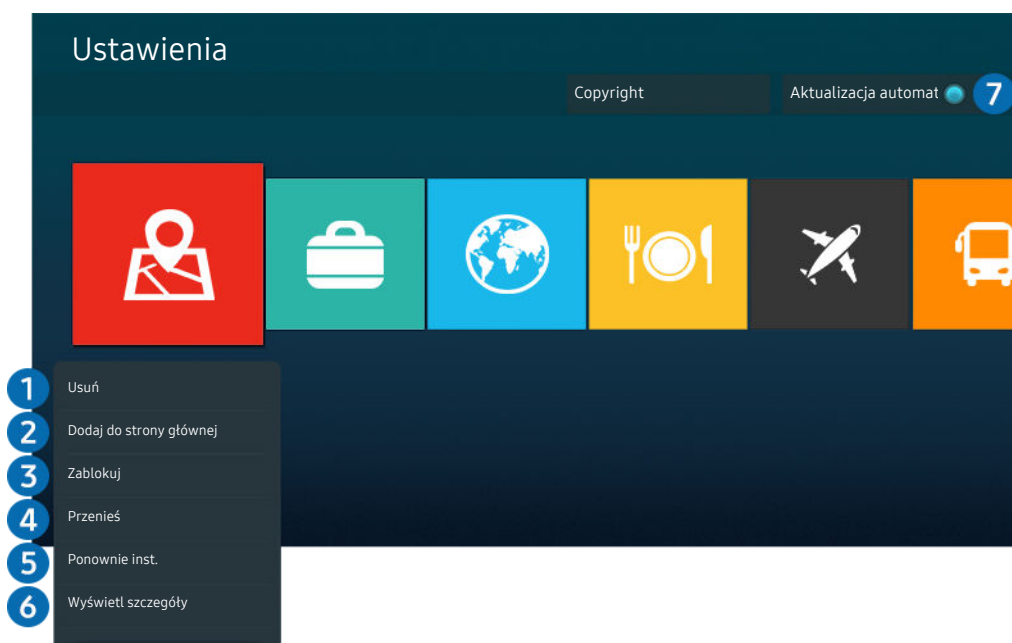 Ustawienia
Copyright
Aktualizacja automat
7
1 Usuń
2 Dodaj do strony głównej
3 Zablokuj
4 Przenieś
5 Ponownie inst.
6 Wyświetl szczegóły